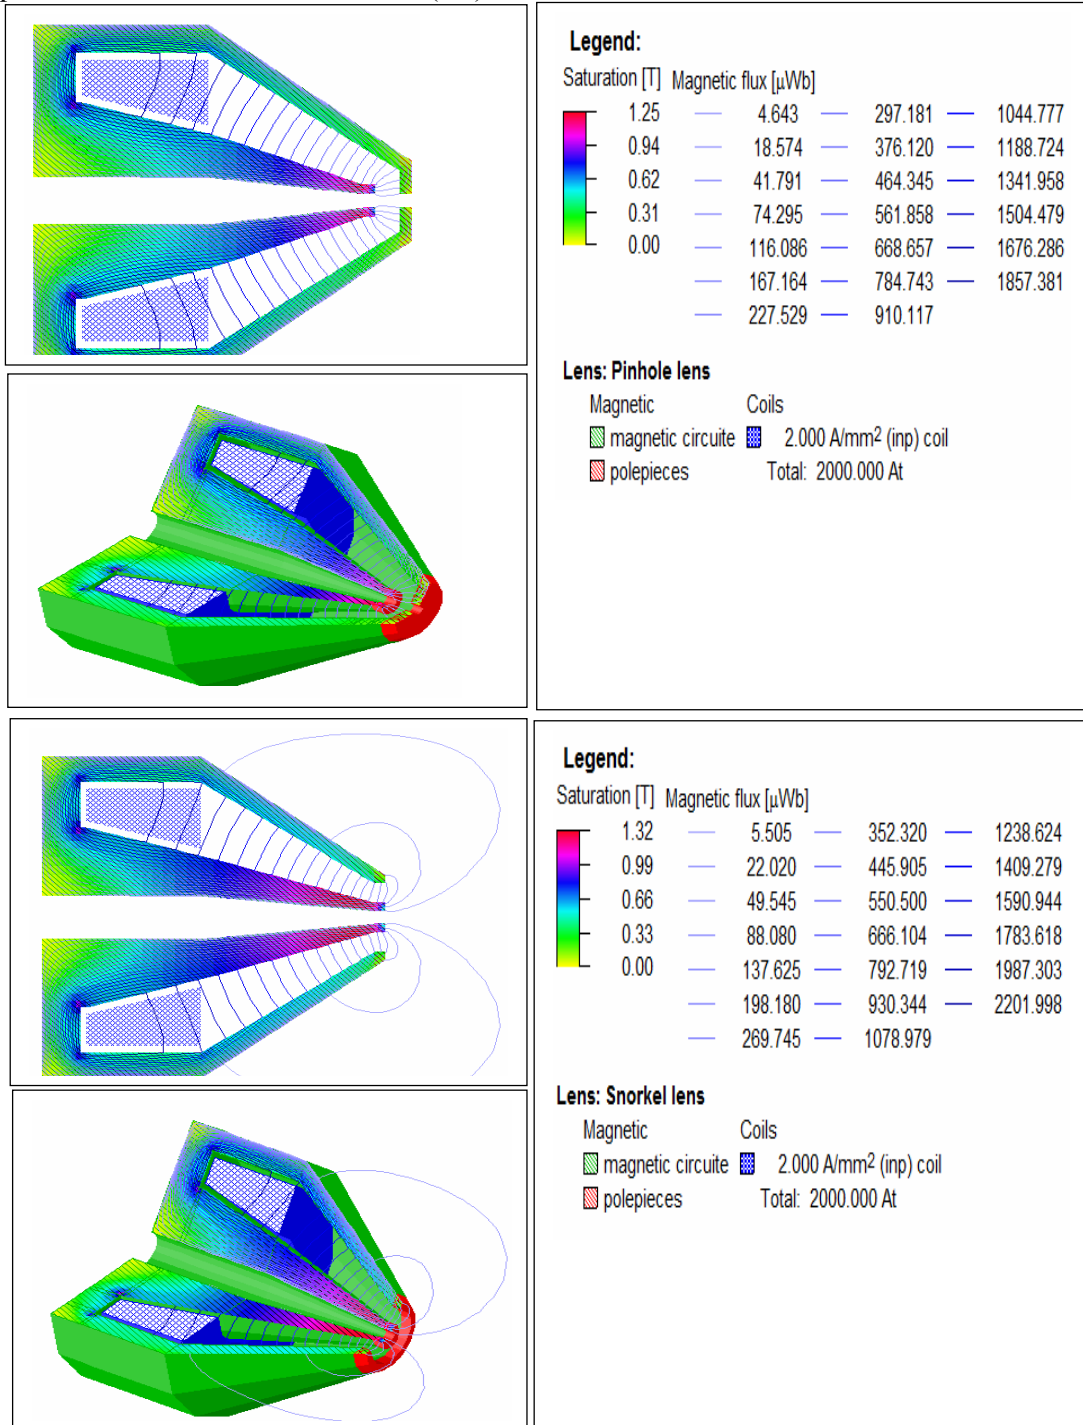 Legend:
Saturation [T] Magnetic flux [µWb]
1.25 4.643 297.181 1044.777
0.94 18.574 376.120 1188.724
0.62 41.791 464.345 1341.958
0.31 74.295 561.858 1504.479
0.00 116.086 668.657 1676.286
167.164 784.743 1857.381
227.529 910.117
Lens: Pinhole lens
Magnetic Coils
magnetic circuite 2.000 A/mm² (inp) coil
polepieces Total: 2000.000 At
Legend:
Saturation [T] Magnetic flux [µWb]
1.32 5.505 352.320 1238.624
0.99 22.020 445.905 1409.279
0.66 49.545 550.500 1590.944
0.33 88.080 666.104 1783.618
0.00 137.625 792.719 1987.303
198.180 930.344 2201.998
269.745 1078.979
Lens: Snorkel lens
Magnetic Coils
magnetic circuite 2.000 A/mm² (inp) coil
polepieces Total: 2000.000 At